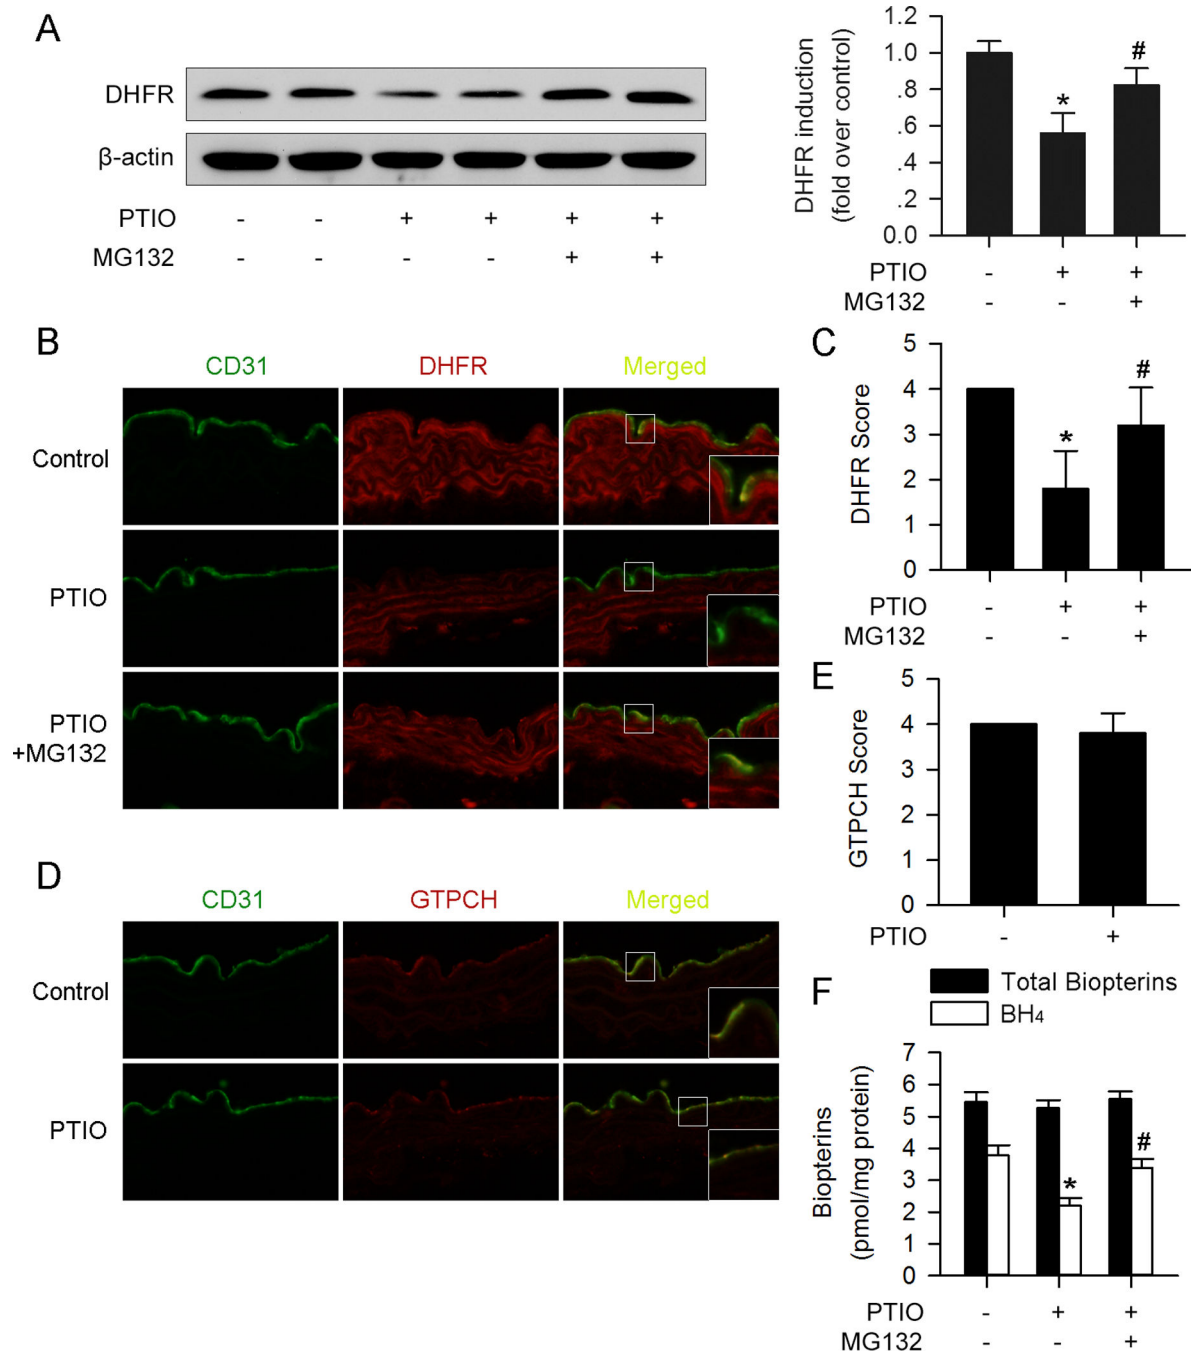 A
DHFR
β-actin
PTIO - - + + + +
MG132 - - - - + +
DHFR induction
(fold over control)
1.2
1.0
.8
.6
.4
.2
0.0
*
#
PTIO - + +
MG132 - - +
B
CD31 DHFR Merged
Control
PTIO
PTIO
+MG132
C
DHFR Score
5
4
3
2
1
0
*
#
PTIO - + +
MG132 - - +
D
CD31 GTPCH Merged
Control
PTIO
E
GTPCH Score
5
4
3
2
1
0
PTIO - +
F
Total Biopterins
BH₄
Biopterins
(pmol/mg protein)
7
6
5
4
3
2
1
0
*
#
PTIO - + +
MG132 - - +